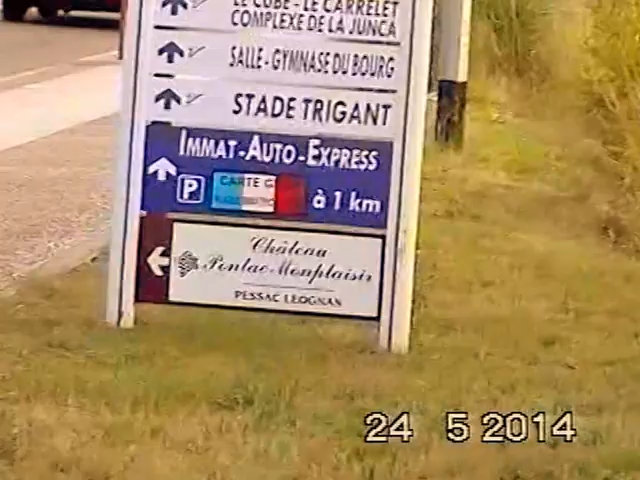 LE CUBE - LE CARRELET
COMPLEXE DE LA JUNCA
SALLE - GYMNASE DU BOURG
STADE TRIGANT
IMMAT-AUTO-EXPRESS
P CARTE G à 1 km
Château
Pontac-Monplaisir
PESSAC LÉOGNAN
24 5 2014